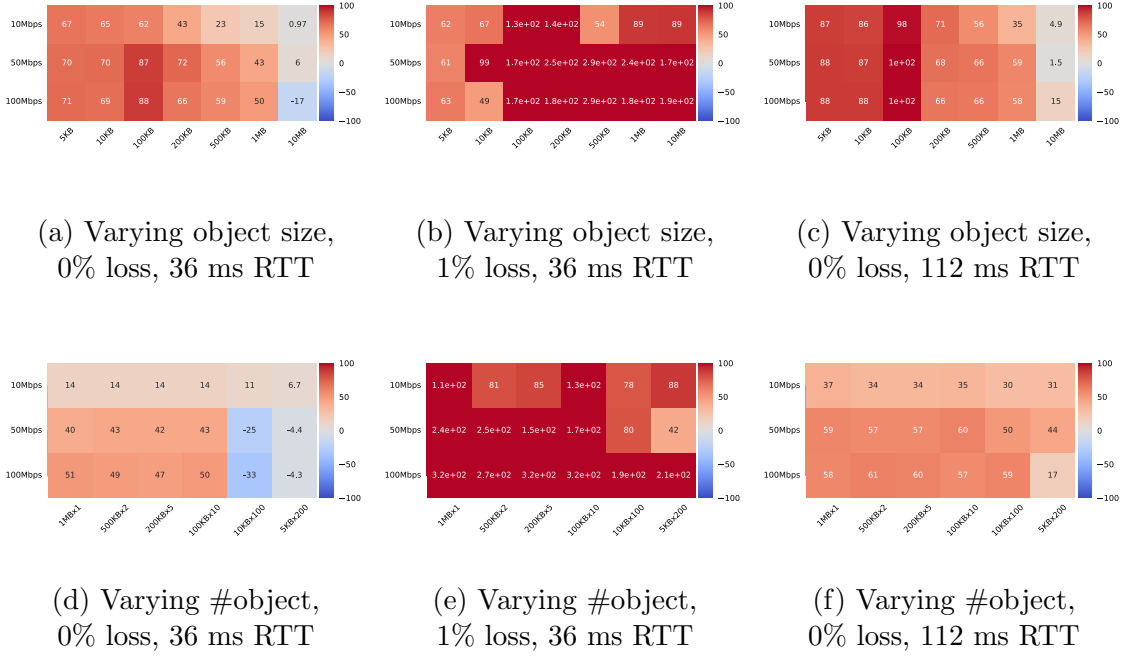 10Mbps 67 65 62 43 23 15 0.97
50Mbps 70 70 87 72 56 43 6
100Mbps 71 69 88 66 59 50 −17
5KB 10KB 100KB 200KB 500KB 1MB 10MB
100 50 0 −50 −100
10Mbps 62 67 1.3e+02 1.4e+02 54 89 89
50Mbps 61 99 1.7e+02 2.5e+02 2.9e+02 2.4e+02 1.7e+02
100Mbps 63 49 1.7e+02 1.8e+02 2.9e+02 1.8e+02 1.9e+02
5KB 10KB 100KB 200KB 500KB 1MB 10MB
100 50 0 −50 −100
10Mbps 87 86 98 71 56 35 4.9
50Mbps 88 87 1e+02 68 66 59 1.5
100Mbps 88 88 1e+02 66 66 58 15
5KB 10KB 100KB 200KB 500KB 1MB 10MB
100 50 0 −50 −100
(a) Varying object size,
0% loss, 36 ms RTT
(b) Varying object size,
1% loss, 36 ms RTT
(c) Varying object size,
0% loss, 112 ms RTT
10Mbps 14 14 14 14 11 6.7
50Mbps 40 43 42 43 −25 −4.4
100Mbps 51 49 47 50 −33 −4.3
1MBx1 500KBx2 200KBx5 100KBx10 10KBx100 5KBx200
100 50 0 −50 −100
10Mbps 1.1e+02 81 85 1.3e+02 78 88
50Mbps 2.4e+02 2.5e+02 1.5e+02 1.7e+02 80 42
100Mbps 3.2e+02 2.7e+02 3.2e+02 3.2e+02 1.9e+02 2.1e+02
1MBx1 500KBx2 200KBx5 100KBx10 10KBx100 5KBx200
100 50 0 −50 −100
10Mbps 37 34 34 35 30 31
50Mbps 59 57 57 60 50 44
100Mbps 58 61 60 57 59 17
1MBx1 500KBx2 200KBx5 100KBx10 10KBx100 5KBx200
100 50 0 −50 −100
(d) Varying #object,
0% loss, 36 ms RTT
(e) Varying #object,
1% loss, 36 ms RTT
(f) Varying #object,
0% loss, 112 ms RTT